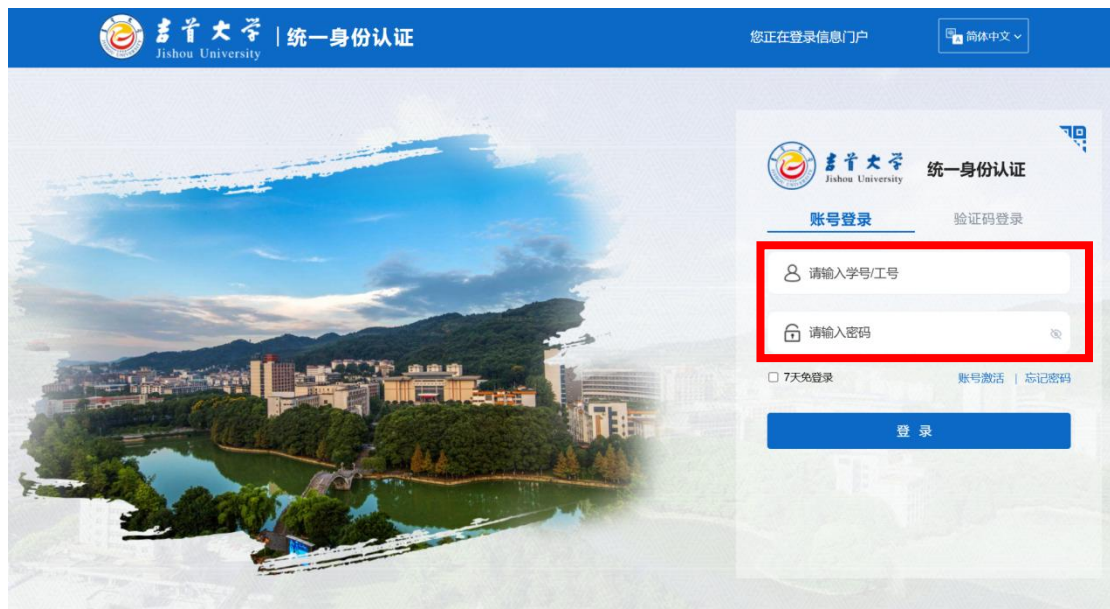 吉首大学
Jishou University
统一身份认证
您正在登录信息门户
简体中文
吉首大学
Jishou University
统一身份认证
账号登录
验证码登录
请输入学号/工号
请输入密码
7天免登录
账号激活 | 忘记密码
登 录